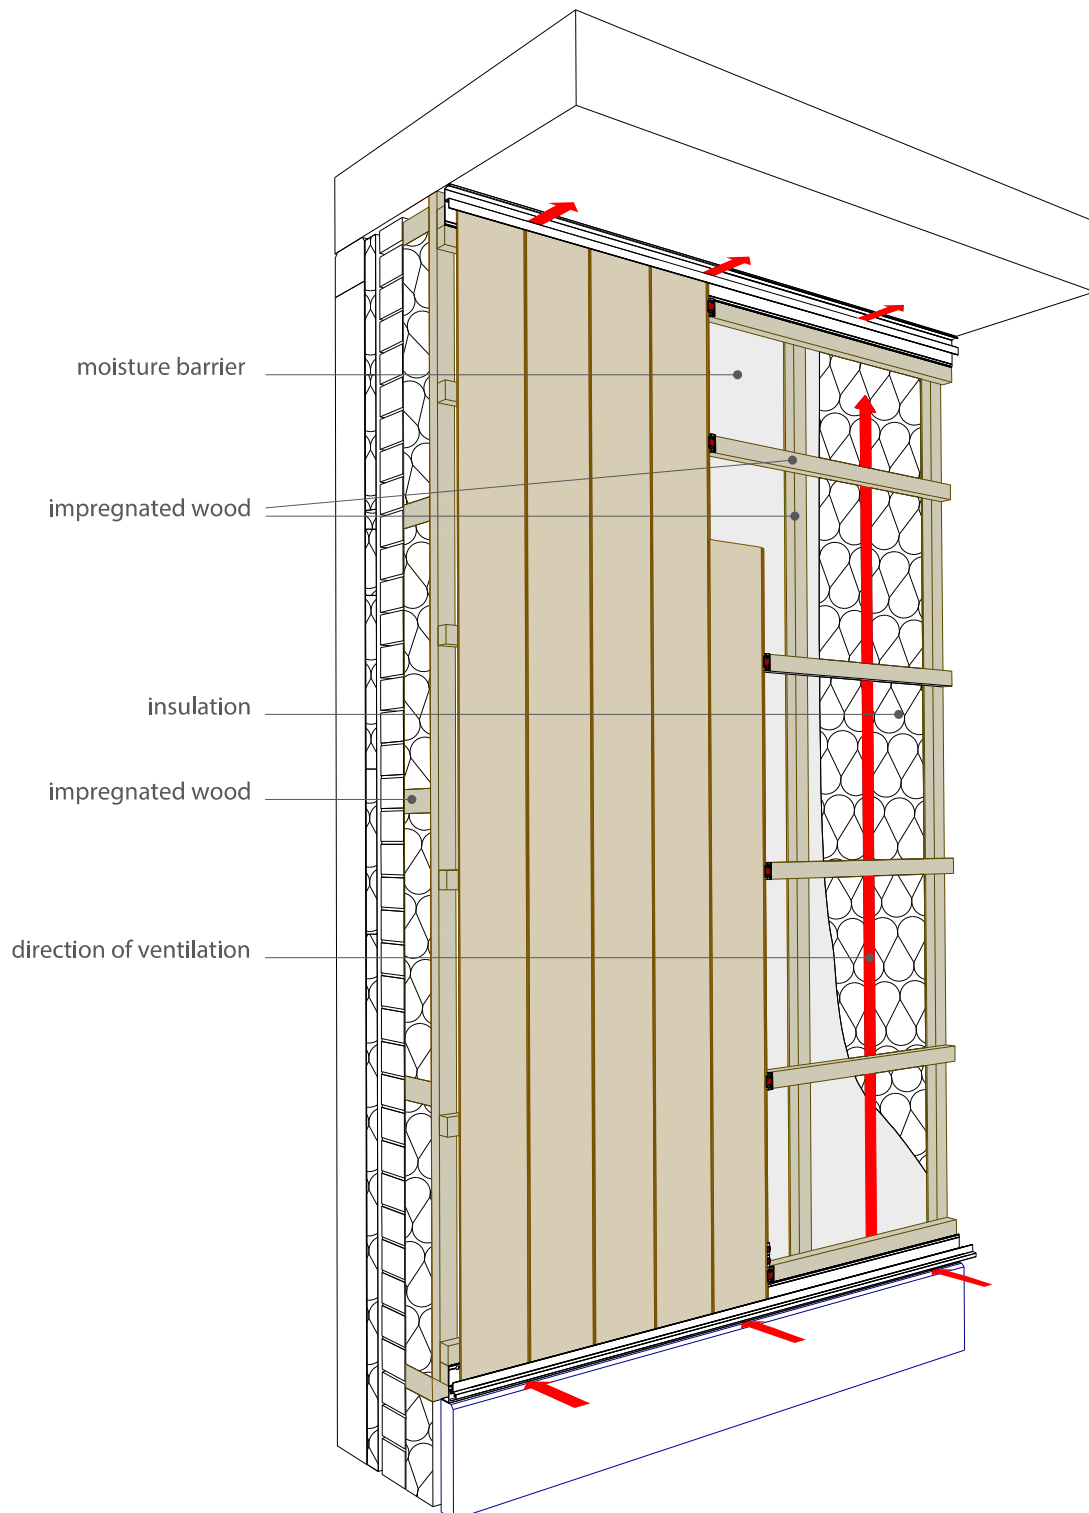 moisture barrier
impregnated wood
insulation
impregnated wood
direction of ventilation